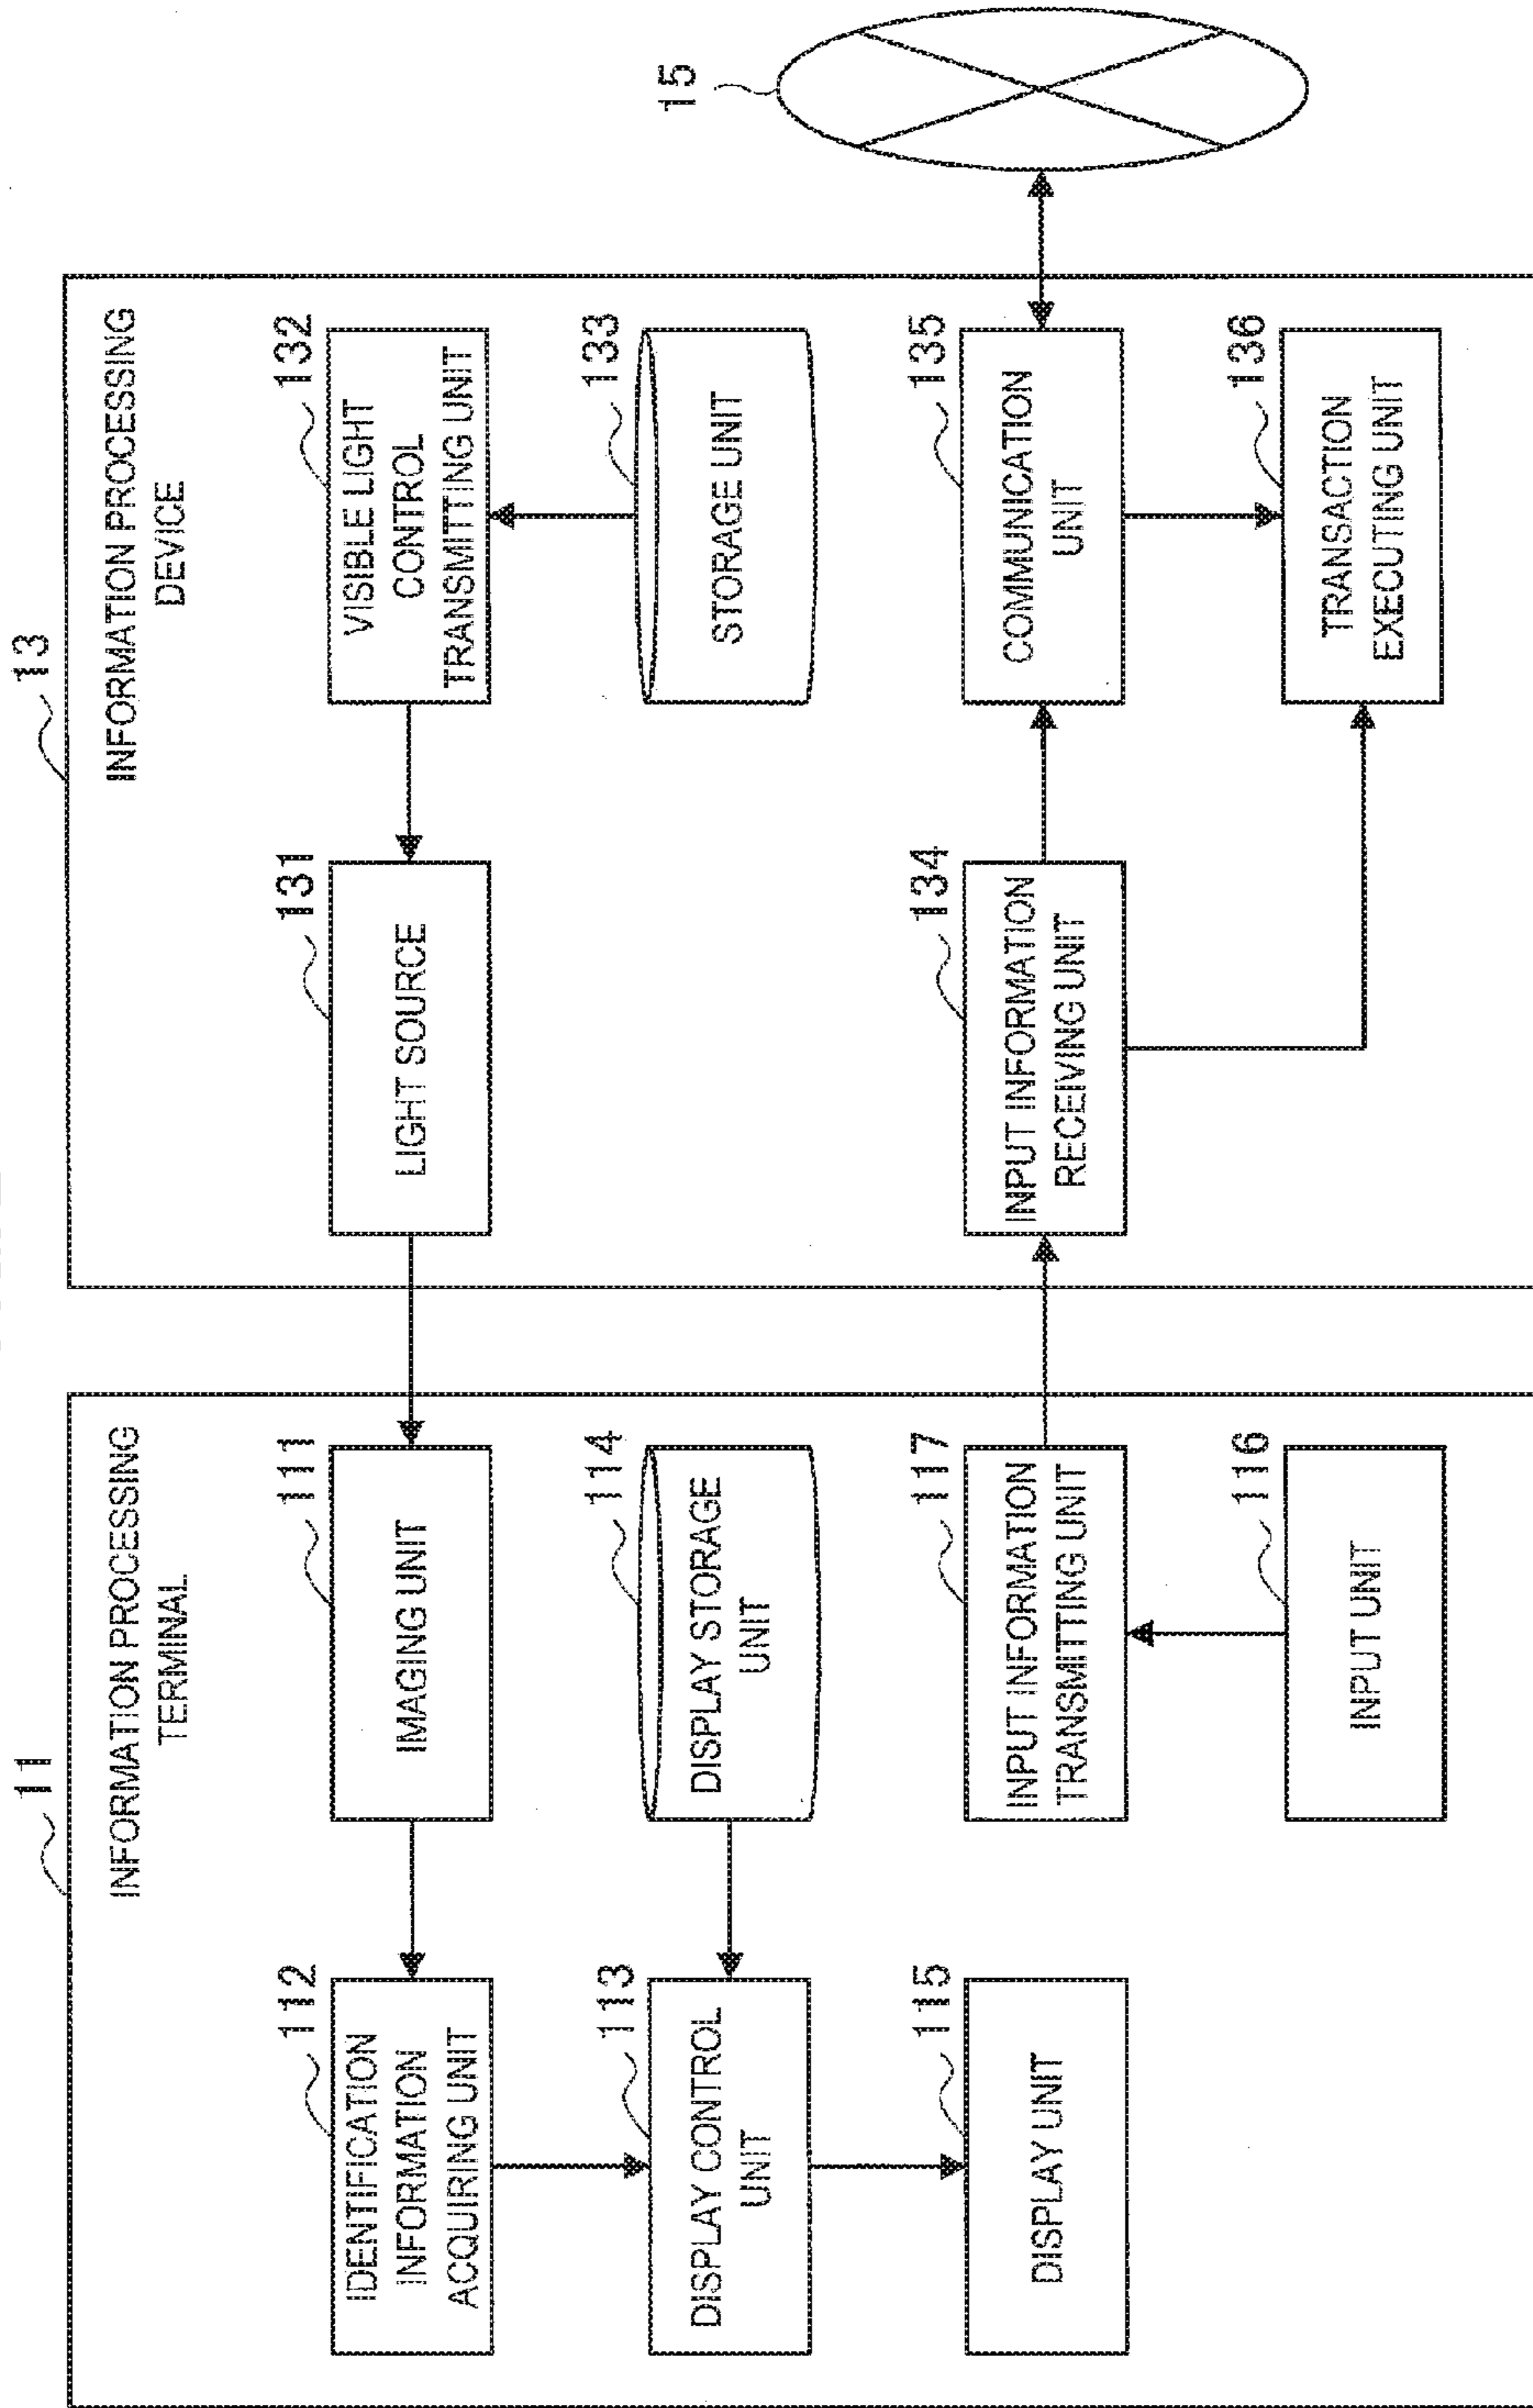 11
INFORMATION PROCESSING
TERMINAL
112
IDENTIFICATION
INFORMATION
ACQUIRING UNIT
111
IMAGING UNIT
113
DISPLAY CONTROL
UNIT
114
DISPLAY STORAGE
UNIT
115
DISPLAY UNIT
117
INPUT INFORMATION
TRANSMITTING UNIT
116
INPUT UNIT
13
INFORMATION PROCESSING
DEVICE
131
LIGHT SOURCE
132
VISIBLE LIGHT
CONTROL
TRANSMITTING UNIT
133
STORAGE UNIT
134
INPUT INFORMATION
RECEIVING UNIT
135
COMMUNICATION
UNIT
136
TRANSACTION
EXECUTING UNIT
15